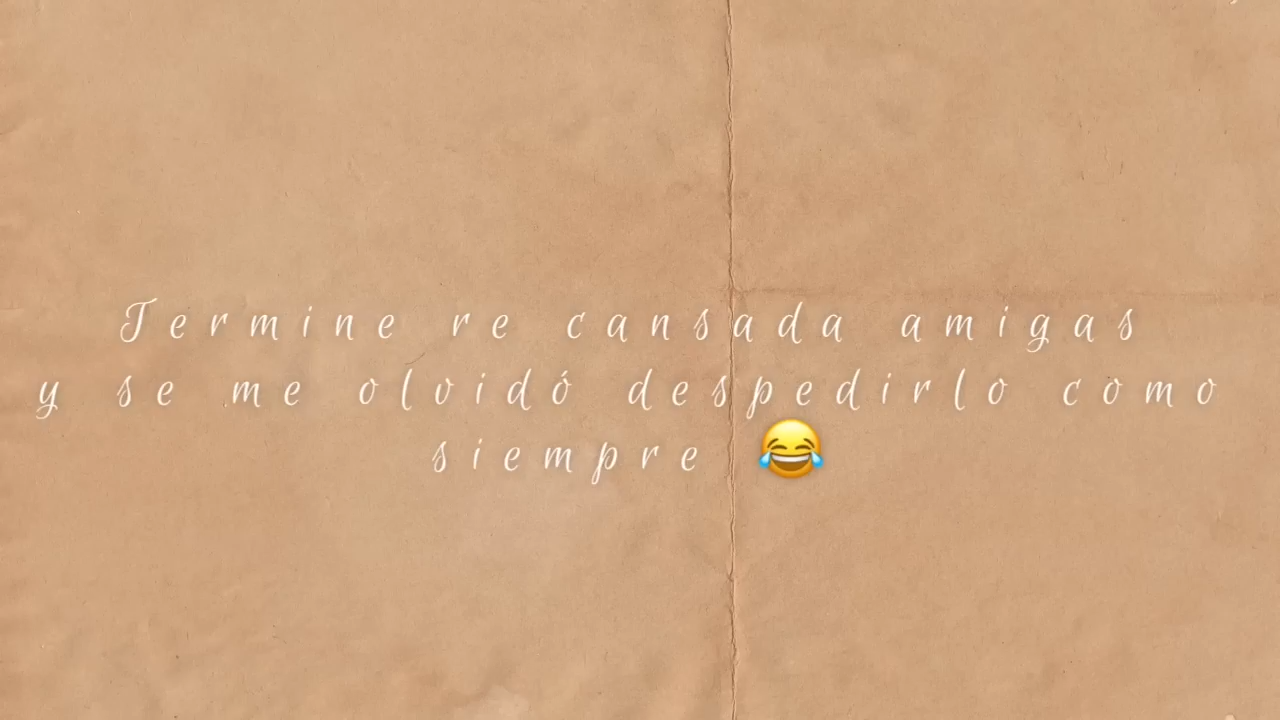 Termine re cansada amigas
y se me olvidó despedirlo como
siempre 😂